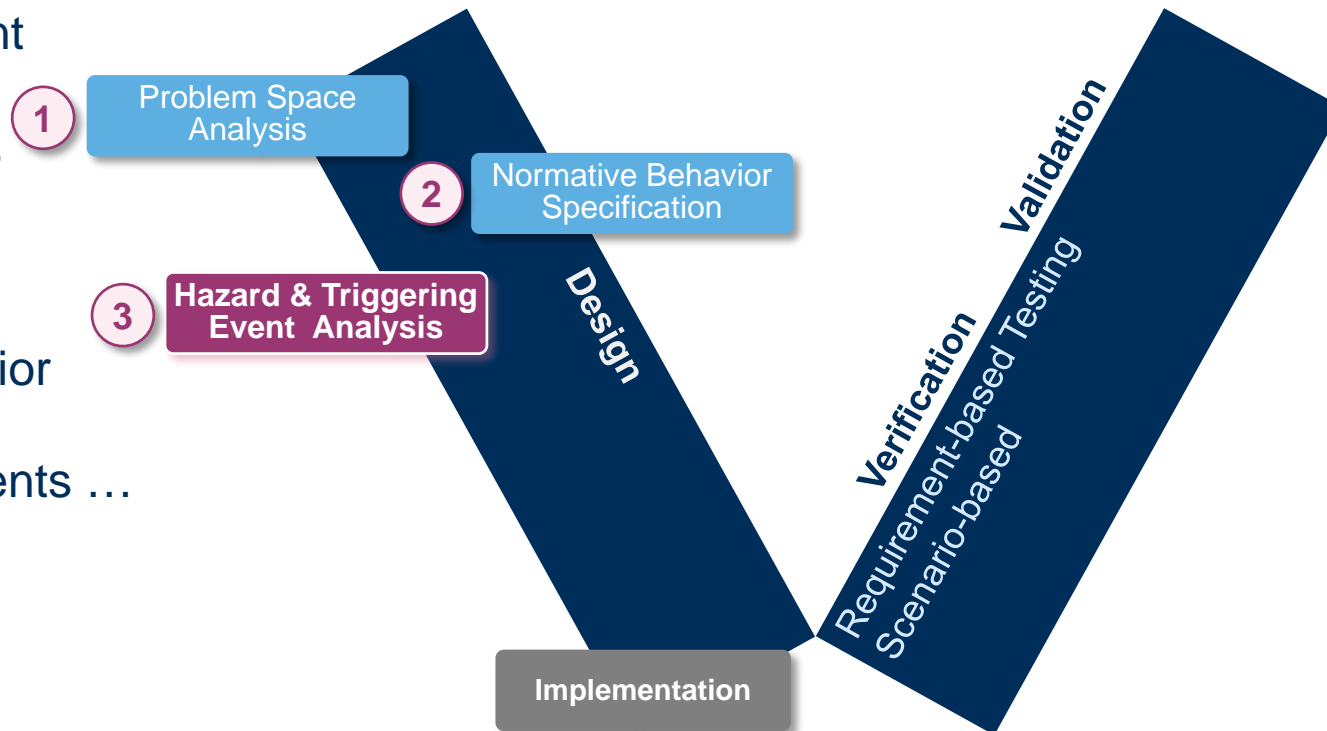 nt
1
Problem Space
Analysis
2
Normative Behavior
Specification
3
Hazard & Triggering
Event Analysis
ior
ents …
Design
Implementation
Verification
Validation
Requirement-based Testing
Scenario-based